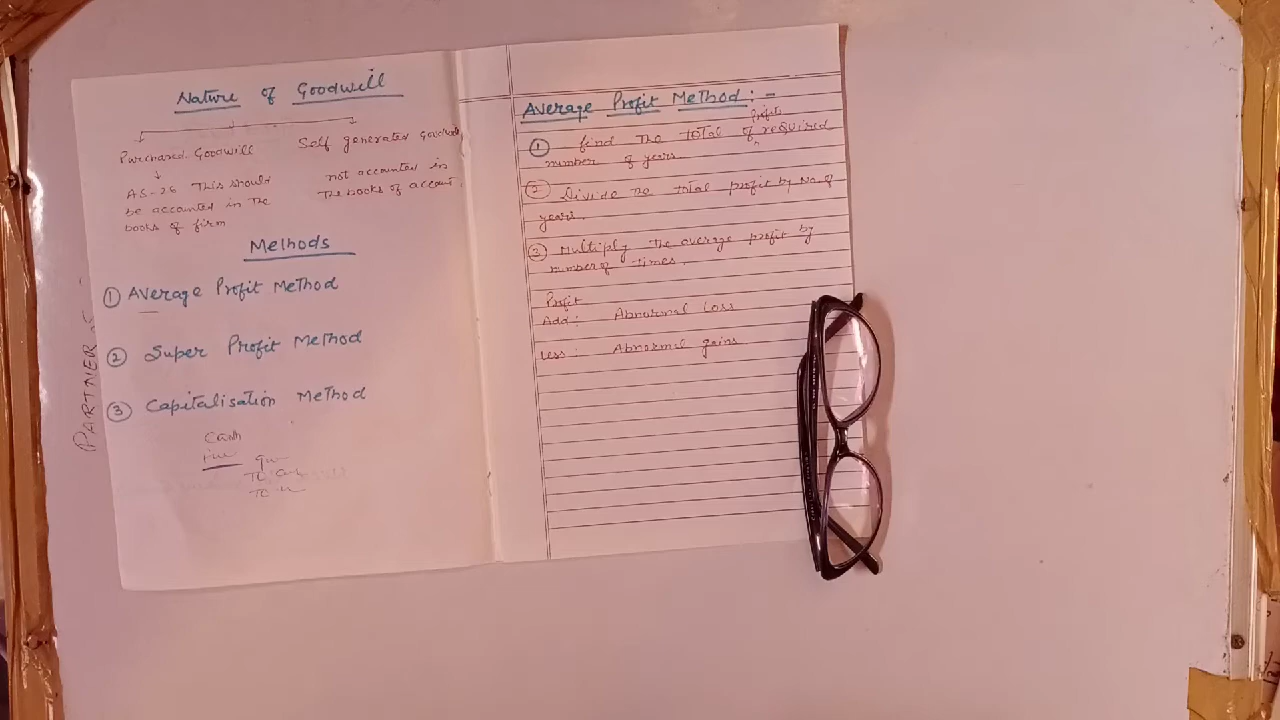 Nature of Goodwill
Purchased Goodwill
Self generated Goodwill
AS-26 This should
be accounted in the
books of firm
not accounted in
the books of account.
Methods
① Average Profit Method
② Super Profit Method
③ Capitalisation Method
Cash
PARTNER
Average Profit Method :-
Profits
① find the total of required
number of years.
② Divide no total profit by No. of
years.
③ Multiply the average profit by
number of times.
Profit
Add: Abnormal Loss
Less: Abnormal gains